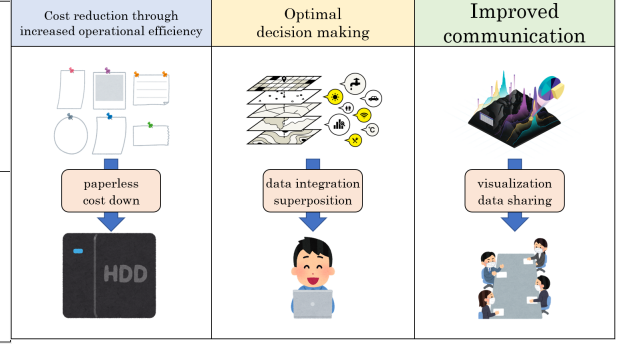 Cost reduction through
increased operational efficiency
Optimal
decision making
Improved
communication
℃
paperless
cost down
data integration
superposition
visualization
data sharing
HDD